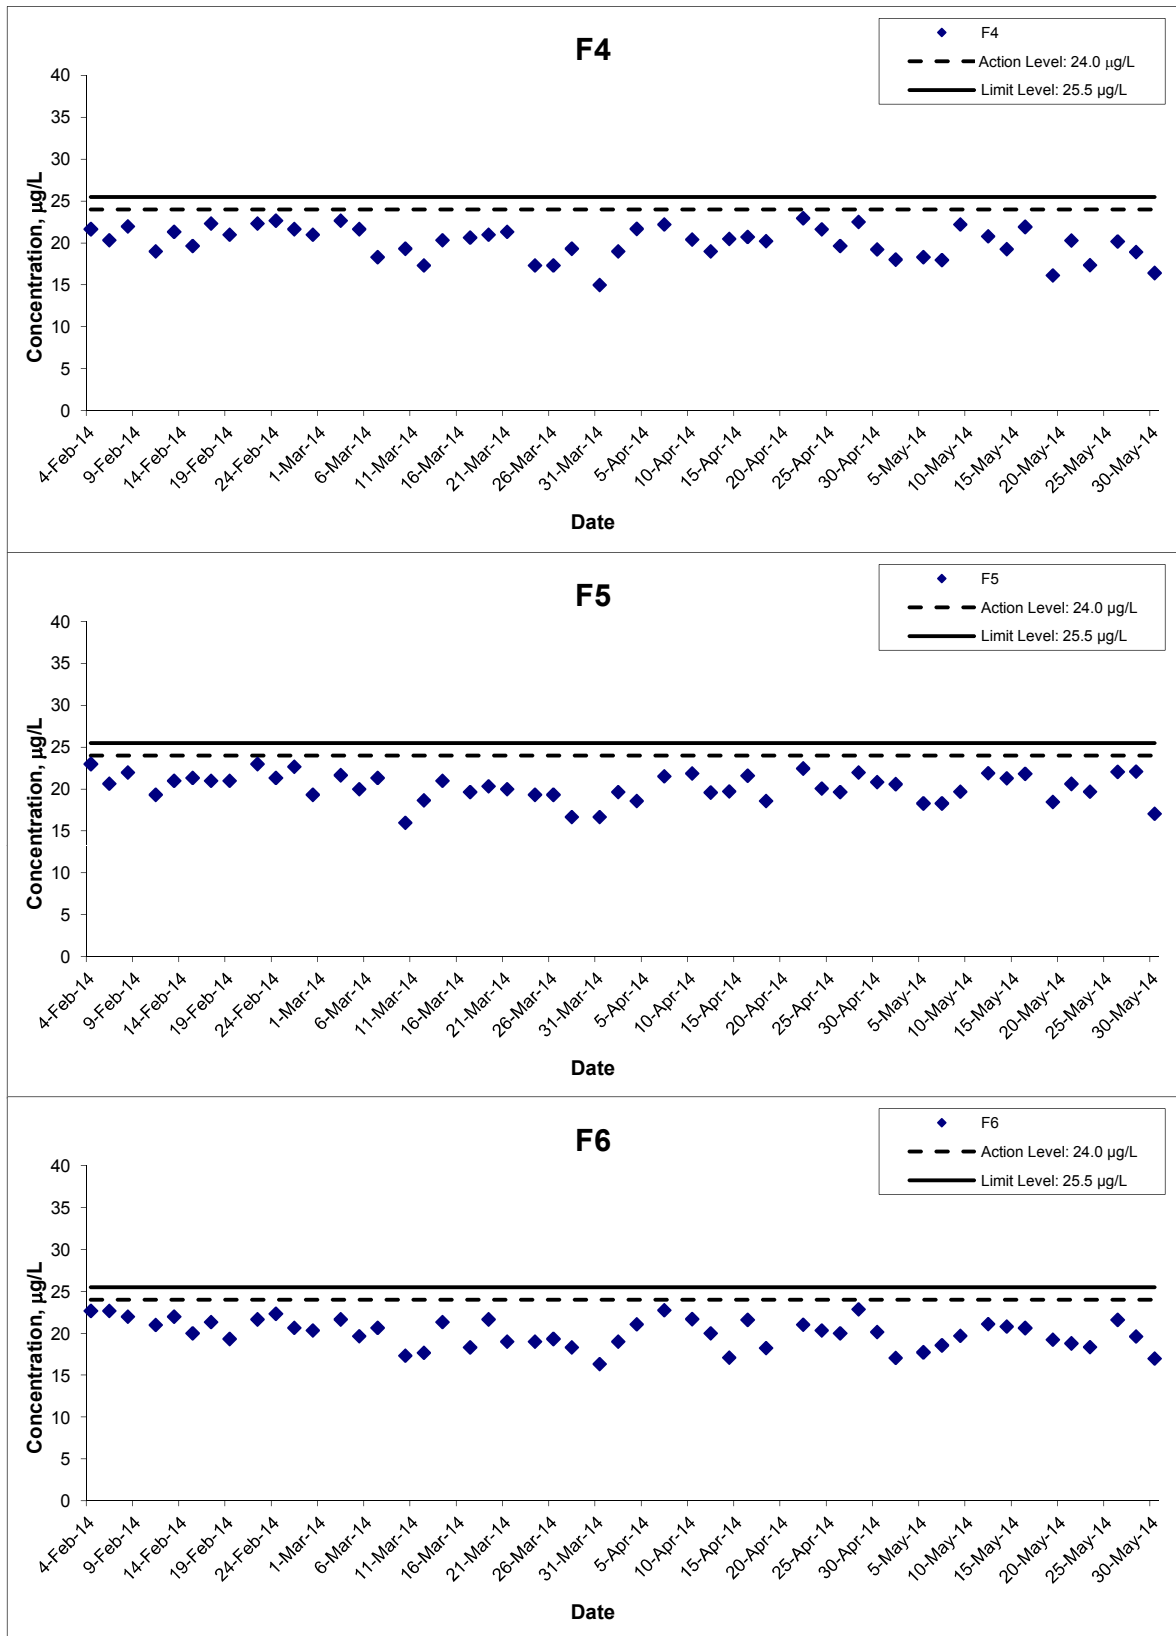 F4
F4
Action Level: 24.0 μg/L
Limit Level: 25.5 µg/L
Concentration, µg/L
40
35
30
25
20
15
10
5
0
4-Feb-14
9-Feb-14
14-Feb-14
19-Feb-14
24-Feb-14
1-Mar-14
6-Mar-14
11-Mar-14
16-Mar-14
21-Mar-14
26-Mar-14
31-Mar-14
5-Apr-14
10-Apr-14
15-Apr-14
20-Apr-14
25-Apr-14
30-Apr-14
5-May-14
10-May-14
15-May-14
20-May-14
25-May-14
30-May-14
Date
F5
F5
Action Level: 24.0 µg/L
Limit Level: 25.5 µg/L
Concentration, µg/L
40
35
30
25
20
15
10
5
0
4-Feb-14
9-Feb-14
14-Feb-14
19-Feb-14
24-Feb-14
1-Mar-14
6-Mar-14
11-Mar-14
16-Mar-14
21-Mar-14
26-Mar-14
31-Mar-14
5-Apr-14
10-Apr-14
15-Apr-14
20-Apr-14
25-Apr-14
30-Apr-14
5-May-14
10-May-14
15-May-14
20-May-14
25-May-14
30-May-14
Date
F6
F6
Action Level: 24.0 µg/L
Limit Level: 25.5 µg/L
Concentration, µg/L
40
35
30
25
20
15
10
5
0
4-Feb-14
9-Feb-14
14-Feb-14
19-Feb-14
24-Feb-14
1-Mar-14
6-Mar-14
11-Mar-14
16-Mar-14
21-Mar-14
26-Mar-14
31-Mar-14
5-Apr-14
10-Apr-14
15-Apr-14
20-Apr-14
25-Apr-14
30-Apr-14
5-May-14
10-May-14
15-May-14
20-May-14
25-May-14
30-May-14
Date